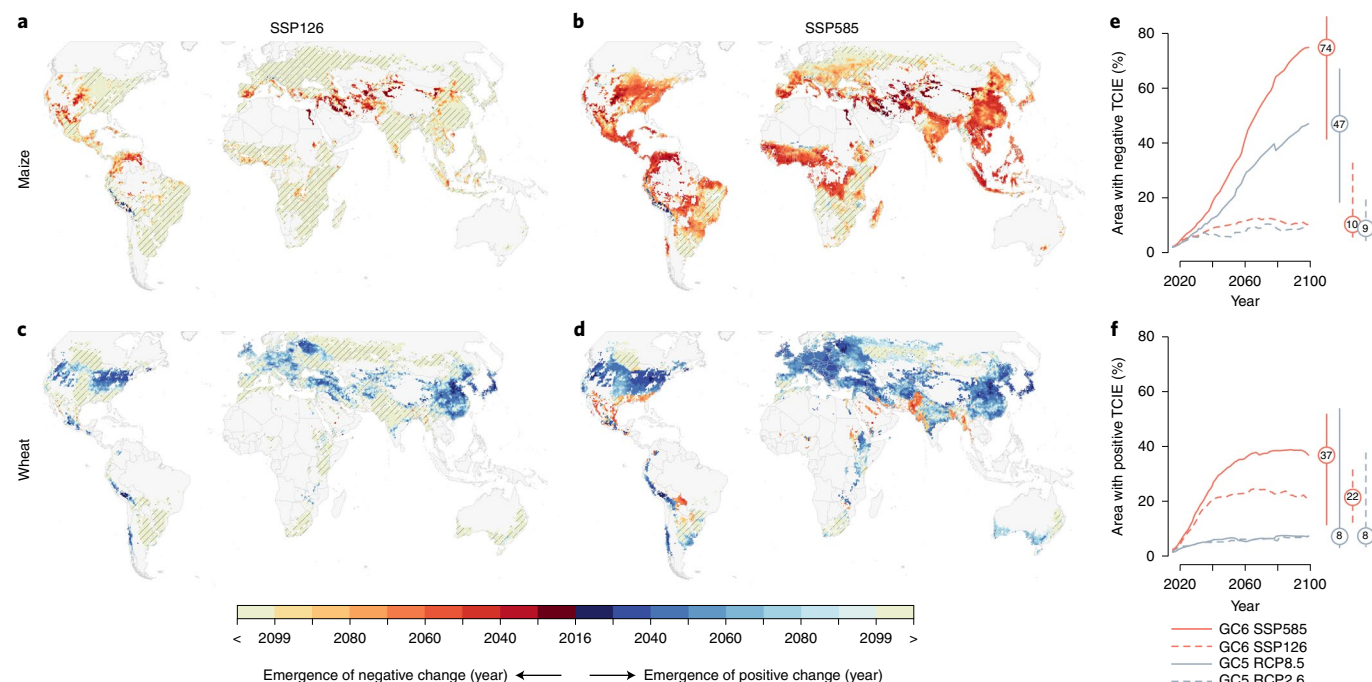 a
SSP126
b
SSP585
e
Maize
80
60
40
20
0
Area with negative TCIE (%)
74
47
10
9
2020 2060 2100
Year
c
d
f
Wheat
80
60
40
20
0
Area with positive TCIE (%)
37
22
8
8
2020 2060 2100
Year
< 2099 2080 2060 2040 2016 2040 2060 2080 2099 >
Emergence of negative change (year) ← → Emergence of positive change (year)
GC6 SSP585
GC6 SSP126
GC5 RCP8.5
GC5 RCP2.6